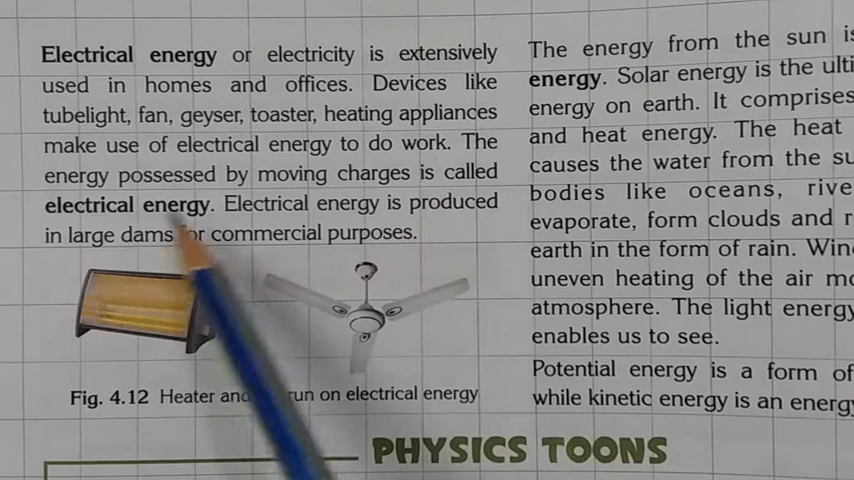 Electrical energy or electricity is extensively
used in homes and offices. Devices like
tubelight, fan, geyser, toaster, heating appliances
make use of electrical energy to do work. The
energy possessed by moving charges is called
electrical energy. Electrical energy is produced
in large dams for commercial purposes.
Fig. 4.12 Heater and run on electrical energy
The energy from the sun is
energy. Solar energy is the
energy on earth. It comprises
and heat energy. The heat
causes the water from the
bodies like oceans,
evaporate, form clouds and
earth in the form of rain.
uneven heating of the air
atmosphere. The light energy
enables us to see.
Potential energy is a form of
while kinetic energy is an
PHYSICS TOONS